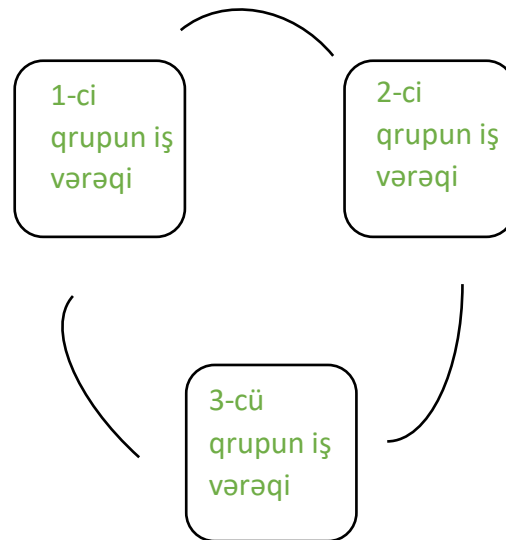 1-ci
qrupun iş
vərəqi
2-ci
qrupun iş
vərəqi
3-cü
qrupun iş
vərəqi